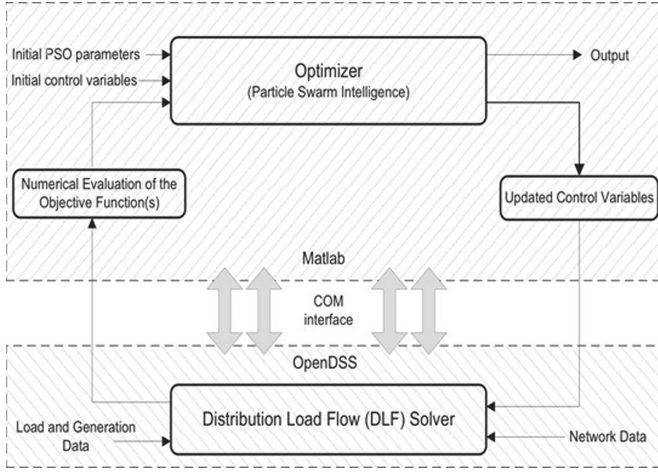 Initial PSO parameters
Initial control variables
Optimizer
(Particle Swarm Intelligence)
Output
Numerical Evaluation of the
Objective Function(s)
Updated Control Variables
Matlab
COM
interface
OpenDSS
Distribution Load Flow (DLF) Solver
Load and Generation
Data
Network Data